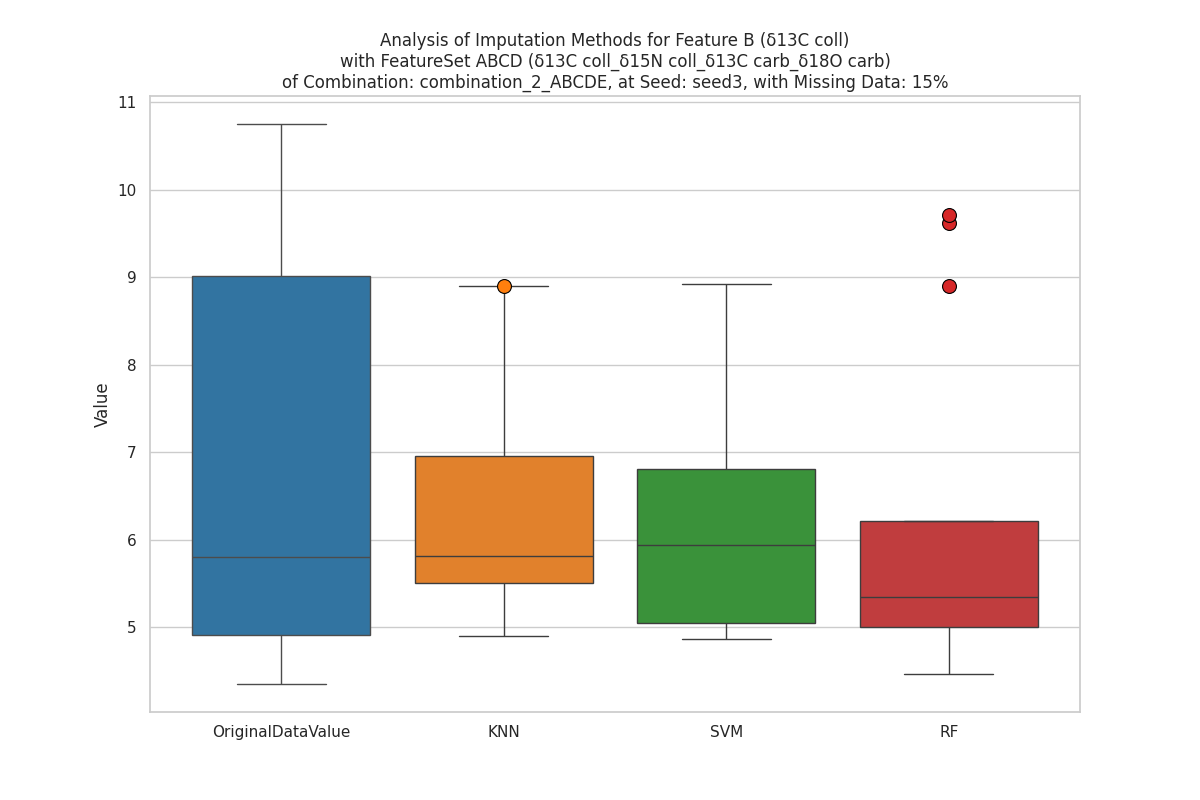 Analysis of Imputation Methods for Feature B (δ13C coll)
with FeatureSet ABCD (δ13C coll_δ15N coll_δ13C carb_δ18O carb)
of Combination: combination_2_ABCDE, at Seed: seed3, with Missing Data: 15%
11
10
9
8
7
6
5
Value
OriginalDataValue
KNN
SVM
RF